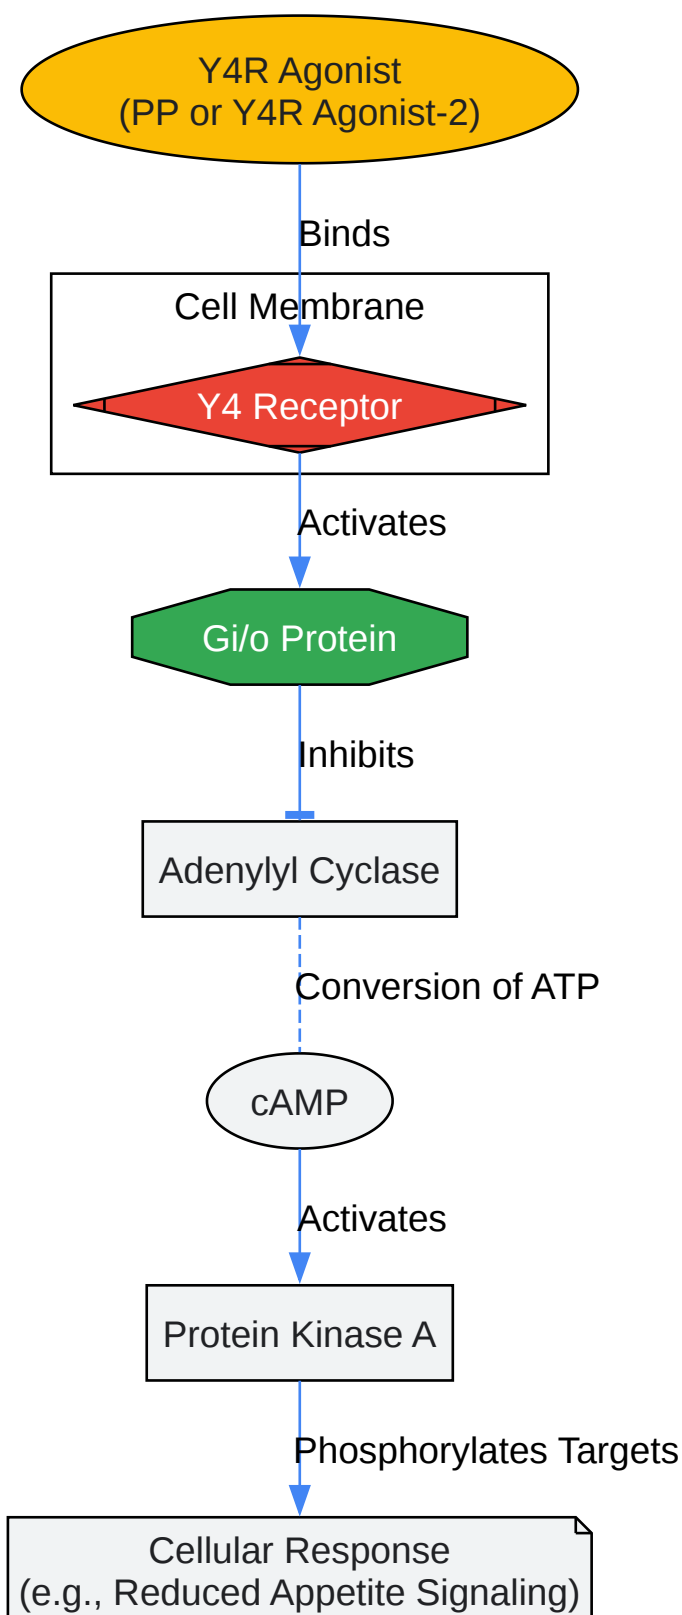 Y4R Agonist
(PP or Y4R Agonist-2)
Binds
Cell Membrane
Y4 Receptor
Activates
Gi/o Protein
Inhibits
Adenylyl Cyclase
Conversion of ATP
cAMP
Activates
Protein Kinase A
Phosphorylates Targets
Cellular Response
(e.g., Reduced Appetite Signaling)